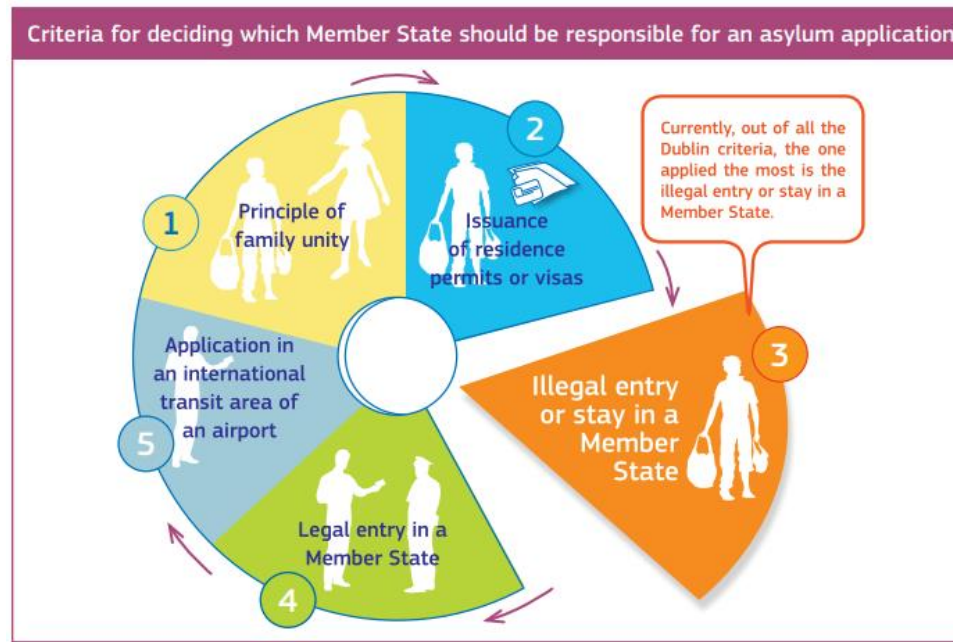 Criteria for deciding which Member State should be responsible for an asylum application
1
Principle of
family unity
2
Issuance
of residence
permits or visas
Currently, out of all the
Dublin criteria, the one
applied the most is the
illegal entry or stay in a
Member State.
3
Illegal entry
or stay in a
Member
State
4
Legal entry in a
Member State
5
Application in
an international
transit area of
an airport